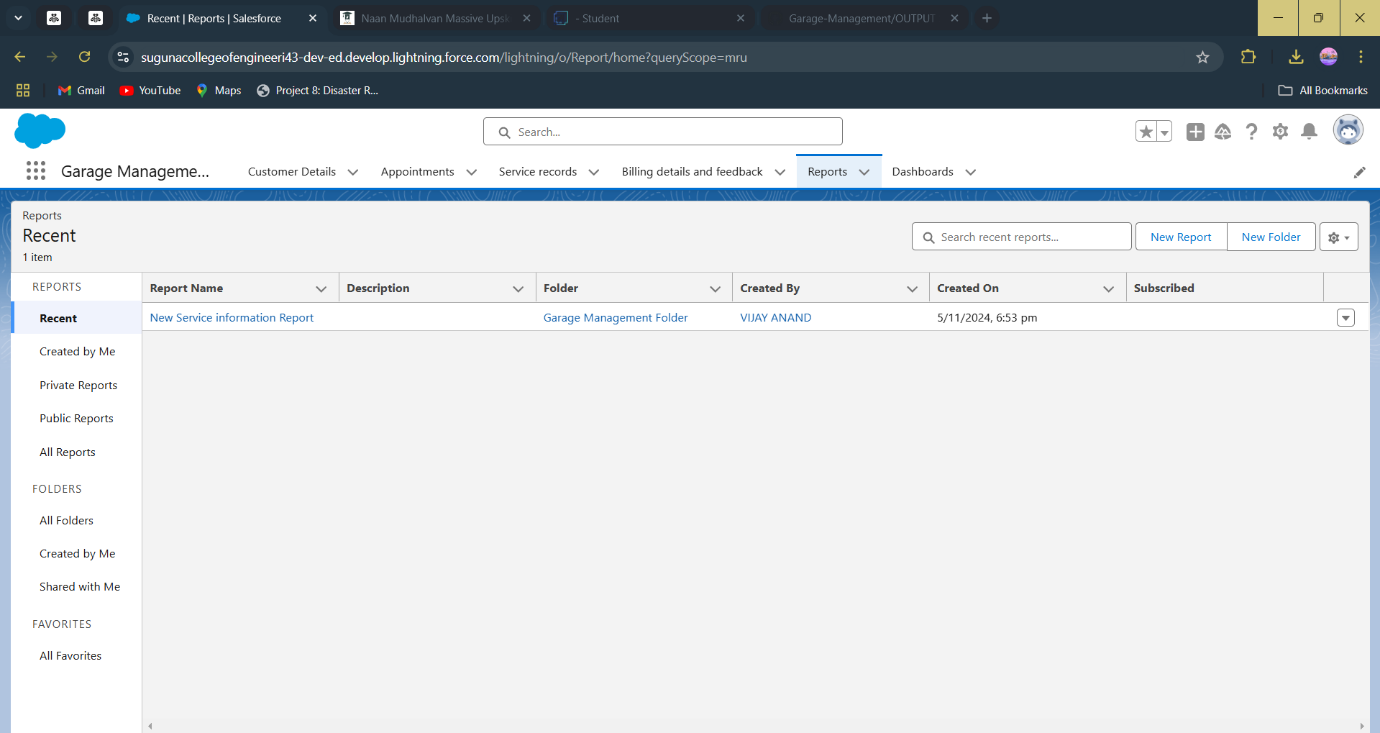 Recent | Reports | Salesforce
Naan Mudhalvan Massive Upsk
- Student
Garage-Management/OUTPUT
sugunacollegeofengineeri43-dev-ed.develop.lightning.force.com/lightning/o/Report/home?queryScope=mru
Gmail
YouTube
Maps
Project 8: Disaster R...
All Bookmarks
Search...
Garage Manageme...
Customer Details
Appointments
Service records
Billing details and feedback
Reports
Dashboards
Reports
Recent
1 item
Search recent reports...
New Report
New Folder
REPORTS
Recent
Created by Me
Private Reports
Public Reports
All Reports
FOLDERS
All Folders
Created by Me
Shared with Me
FAVORITES
All Favorites
Report Name Description Folder Created By Created On Subscribed
New Service information Report Garage Management Folder VIJAY ANAND 5/11/2024, 6:53 pm